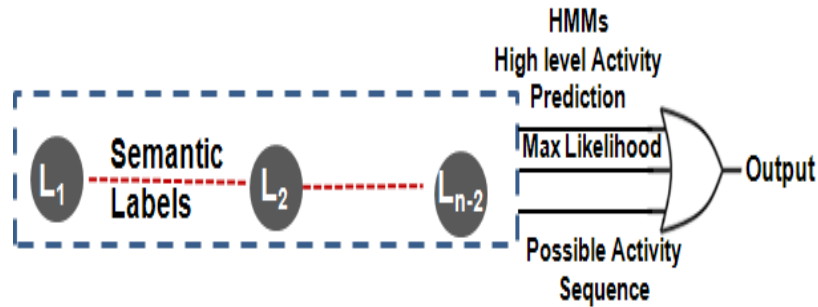 HMMs
High level Activity
Prediction
Max Likelihood
Semantic
Labels
L1
L2
Ln-2
Output
Possible Activity
Sequence